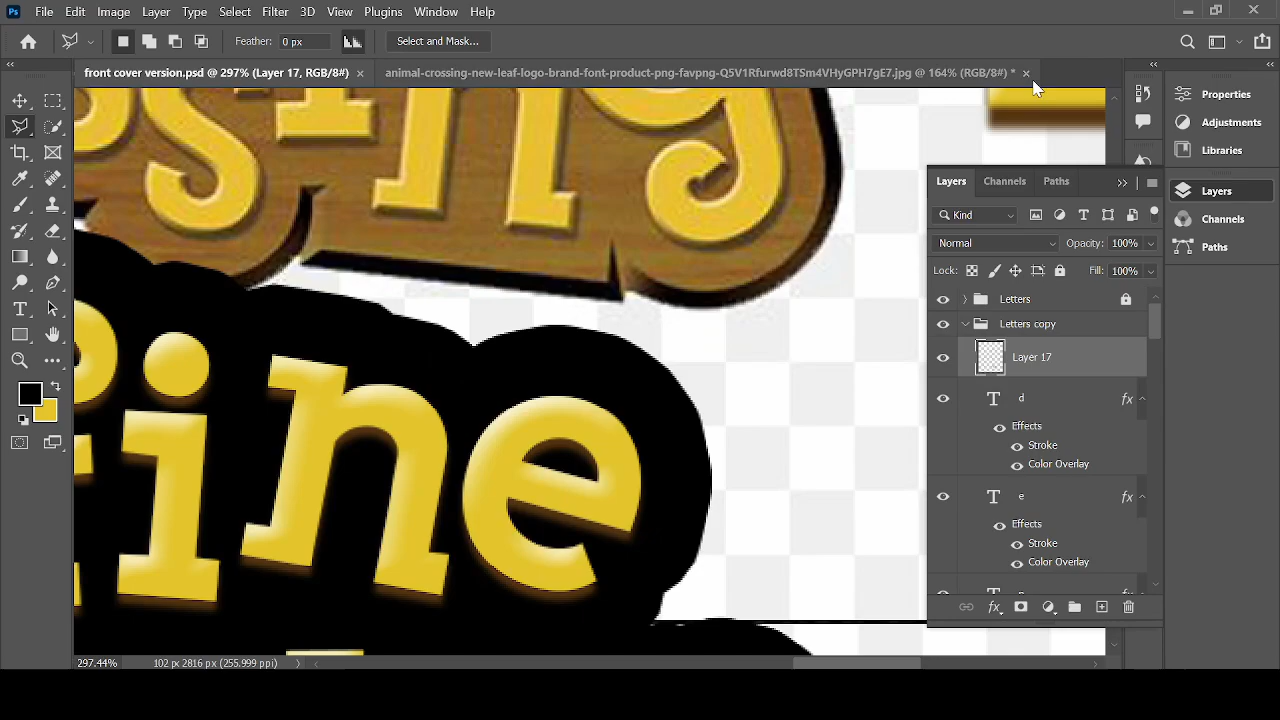 Ps File Edit Image Layer Type Select Filter 3D View Plugins Window Help
Feather: 0 px Select and Mask...
front cover version.psd @ 297% (Layer 17, RGB/8#) × animal-crossing-new-leaf-logo-brand-font-product-png-favpng-Q5V1Rfurwd8TSm4VHyGPH7gE7.jpg @ 164% (RGB/8#) * ×
Properties
Adjustments
Libraries
Layers
Channels
Paths
Layers Channels Paths
Kind
Normal Opacity: 100%
Lock: Fill: 100%
Letters
Letters copy
Layer 17
d fx
Effects
Stroke
Color Overlay
e fx
Effects
Stroke
Color Overlay
ssing
ine
297.44% 102 px 2816 px (255.999 ppi)